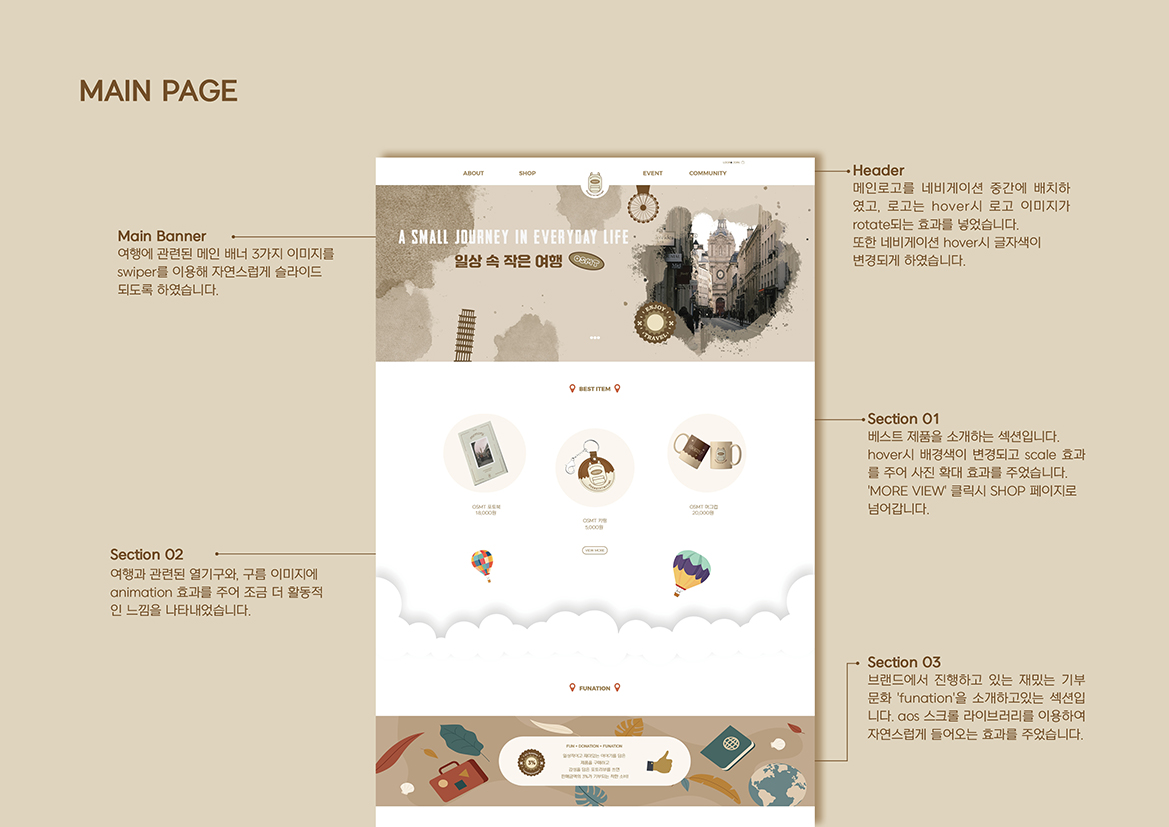 MAIN PAGE
Header
메인로고를 네비게이션 중간에 배치하
였고, 로고는 hover시 로고 이미지가
rotate되는 효과를 넣었습니다.
또한 네비게이션 hover시 글자색이
변경되게 하였습니다.
ABOUT
SHOP
EVENT
COMMUNITY
Main Banner
여행에 관련된 메인 배너 3가지 이미지를
swiper를 이용해 자연스럽게 슬라이드
되도록 하였습니다.
A SMALL JOURNEY IN EVERYDAY LIFE
일상 속 작은 여행 OSMT
ENJOY
TRAVEL
Section 01
베스트 제품을 소개하는 섹션입니다.
hover시 배경색이 변경되고 scale 효과
를 주어 사진 확대 효과를 주었습니다.
'MORE VIEW' 클릭시 SHOP 페이지로
넘어갑니다.
BEST ITEM
OSMT 포토북
18,000원
OSMT 키링
5,000원
OSMT 머그컵
20,000원
VIEW MORE
Section 02
여행과 관련된 열기구와, 구름 이미지에
animation 효과를 주어 조금 더 활동적
인 느낌을 나타내었습니다.
Section 03
브랜드에서 진행하고 있는 재밌는 기부
문화 'funation'을 소개하고있는 섹션입
니다. aos 스크롤 라이브러리를 이용하여
자연스럽게 들어오는 효과를 주었습니다.
FUNATION
FUN + DONATION = FUNATION
3%
제품을 구매하고